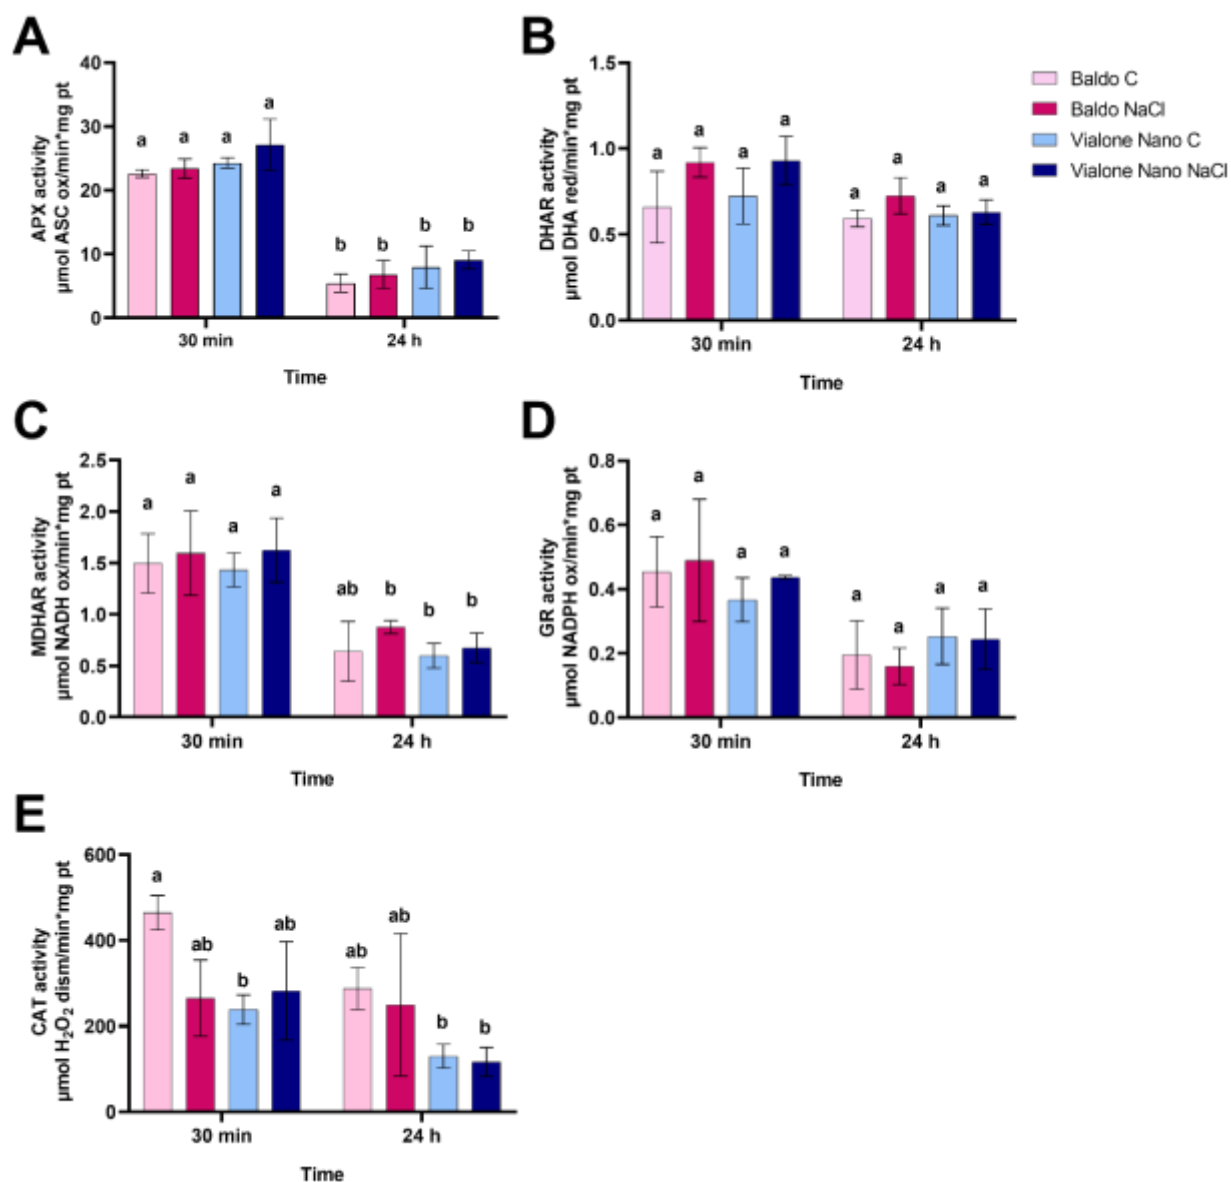 A
APX activity
µmol ASC ox/min*mg pt
40
30
20
10
0
a a a a
b b b b
30 min 24 h
Time
B
DHAR activity
µmol DHA red/min*mg pt
1.5
1.0
0.5
0.0
a a a a
a a a a
30 min 24 h
Time
Baldo C
Baldo NaCl
Vialone Nano C
Vialone Nano NaCl
C
MDHAR activity
µmol NADH ox/min*mg pt
2.5
2.0
1.5
1.0
0.5
0.0
a a a a
ab b b b
30 min 24 h
Time
D
GR activity
µmol NADPH ox/min*mg pt
0.8
0.6
0.4
0.2
0.0
a a a a
a a a a
30 min 24 h
Time
E
CAT activity
µmol H₂O₂ dism/min*mg pt
600
400
200
0
a ab b ab
ab ab b b
30 min 24 h
Time